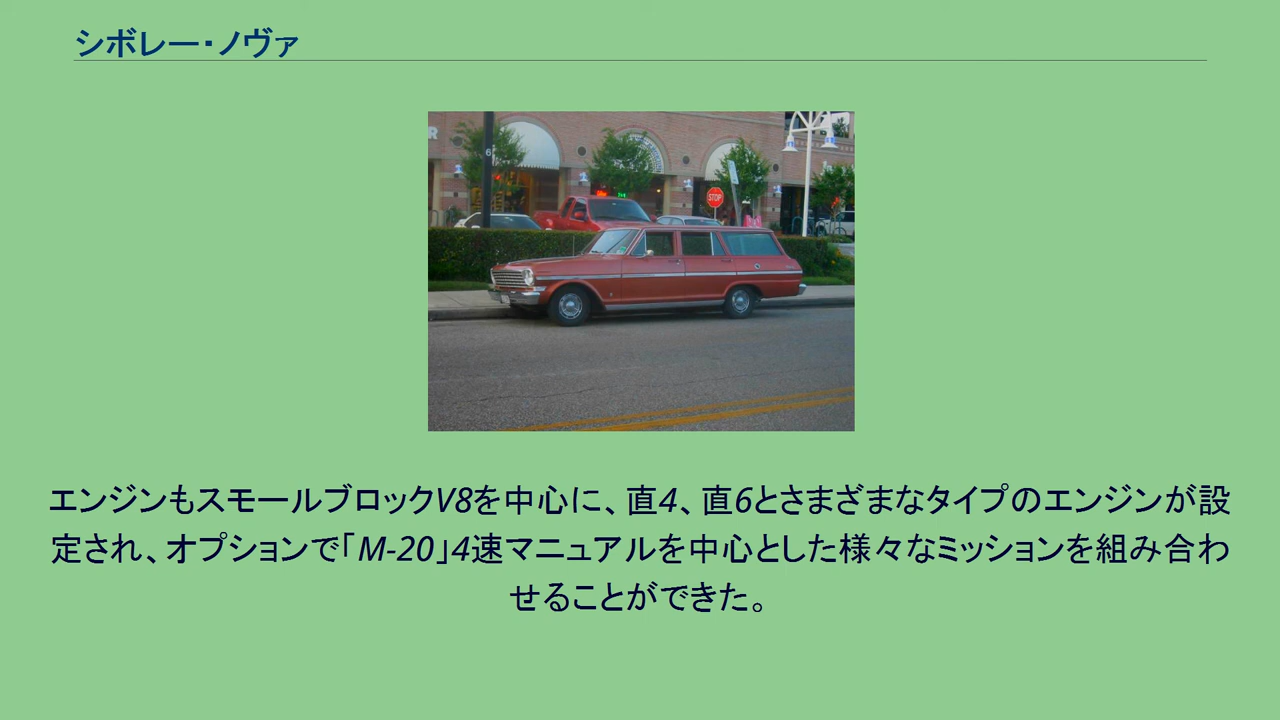 シボレー・ノヴァ
R
6
STOP
エンジンもスモールブロックV8を中心に、直4、直6とさまざまなタイプのエンジンが設
定され、オプションで「M-20」4速マニュアルを中心とした様々なミッションを組み合わ
せることができた。